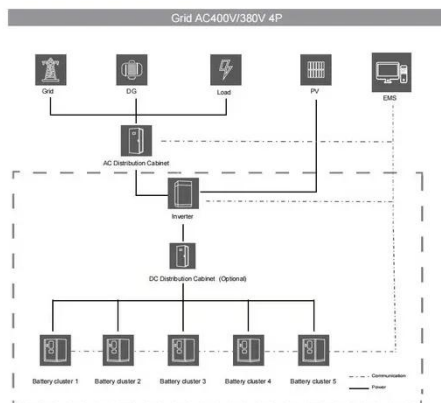 Grid AC400V/380V 4P
Grid
DG
Load
PV
EMS
AC Distribution Cabinet
Inverter
DC Distribution Cabinet (Optional)
Battery cluster 1
Battery cluster 2
Battery cluster 3
Battery cluster 4
Battery cluster 5
Communication
Power